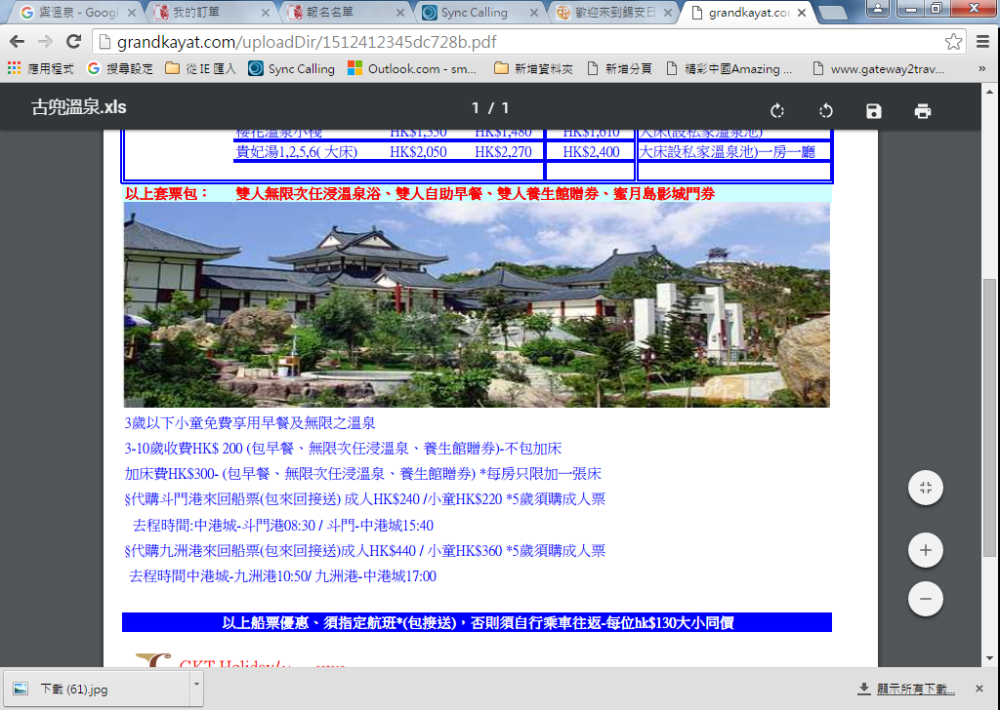 禦溫泉 - Googl
我的訂單
報名名單
Sync Calling
歡迎來到錫安日
grandkayat.cor
grandkayat.com/uploadDir/1512412345dc728b.pdf
應用程式 搜尋設定 從 IE 匯入 Sync Calling Outlook.com - sm... 新增資料夾 新增分頁 精彩中國Amazing ... www.gateway2trav... »
古兜溫泉.xls 1 / 1
櫻花溫泉小棧 HK$1,350 HK$1,480 HK$1,610 大床(設私家溫泉池)
貴妃湯1,2,5,6( 大床) HK$2,050 HK$2,270 HK$2,400 大床設私家溫泉池)一房一廳
以上套票包： 雙人無限次任浸溫泉浴、雙人自助早餐、雙人養生館贈券、蜜月島影城門券
3歲以下小童免費享用早餐及無限之溫泉
3-10歲收費HK$ 200 (包早餐、無限次任浸溫泉、養生館贈券)-不包加床
加床費HK$300- (包早餐、無限次任浸溫泉、養生館贈券) *每房只限加一張床
§代購斗門港來回船票(包來回接送) 成人HK$240 /小童HK$220 *5歲須購成人票
去程時間:中港城-斗門港08:30 / 斗門-中港城15:40
§代購九洲港來回船票(包來回接送)成人HK$440 / 小童HK$360 *5歲須購成人票
去程時間中港城-九洲港10:50/ 九洲港-中港城17:00
以上船票優惠、須指定航班*(包接送)，否則須自行乘車往返-每位hk$130大小同價
GKT Holiday/
下載 (61).jpg
顯示所有下載...